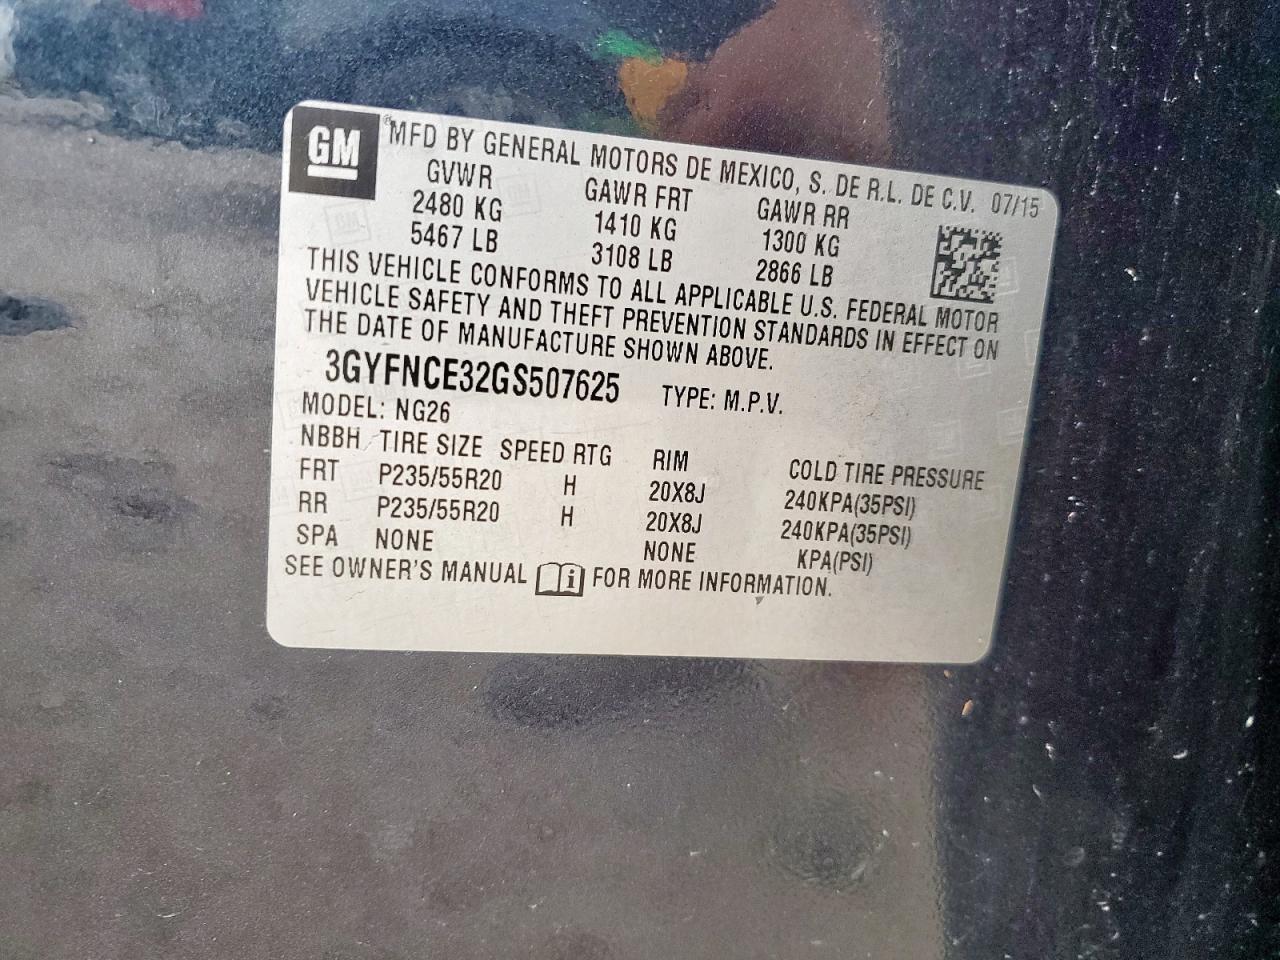 GM
® MFD BY GENERAL MOTORS DE MEXICO, S. DE R.L. DE C.V. 07/15
GVWR GAWR FRT GAWR RR
2480 KG 1410 KG 1300 KG
5467 LB 3108 LB 2866 LB
THIS VEHICLE CONFORMS TO ALL APPLICABLE U.S. FEDERAL MOTOR
VEHICLE SAFETY AND THEFT PREVENTION STANDARDS IN EFFECT ON
THE DATE OF MANUFACTURE SHOWN ABOVE.
3GYFNCE32GS507625 TYPE: M.P.V.
MODEL: NG26
NBBH TIRE SIZE SPEED RTG RIM COLD TIRE PRESSURE
FRT P235/55R20 H 20X8J 240KPA(35PSI)
RR P235/55R20 H 20X8J 240KPA(35PSI)
SPA NONE NONE KPA(PSI)
SEE OWNER'S MANUAL i FOR MORE INFORMATION.